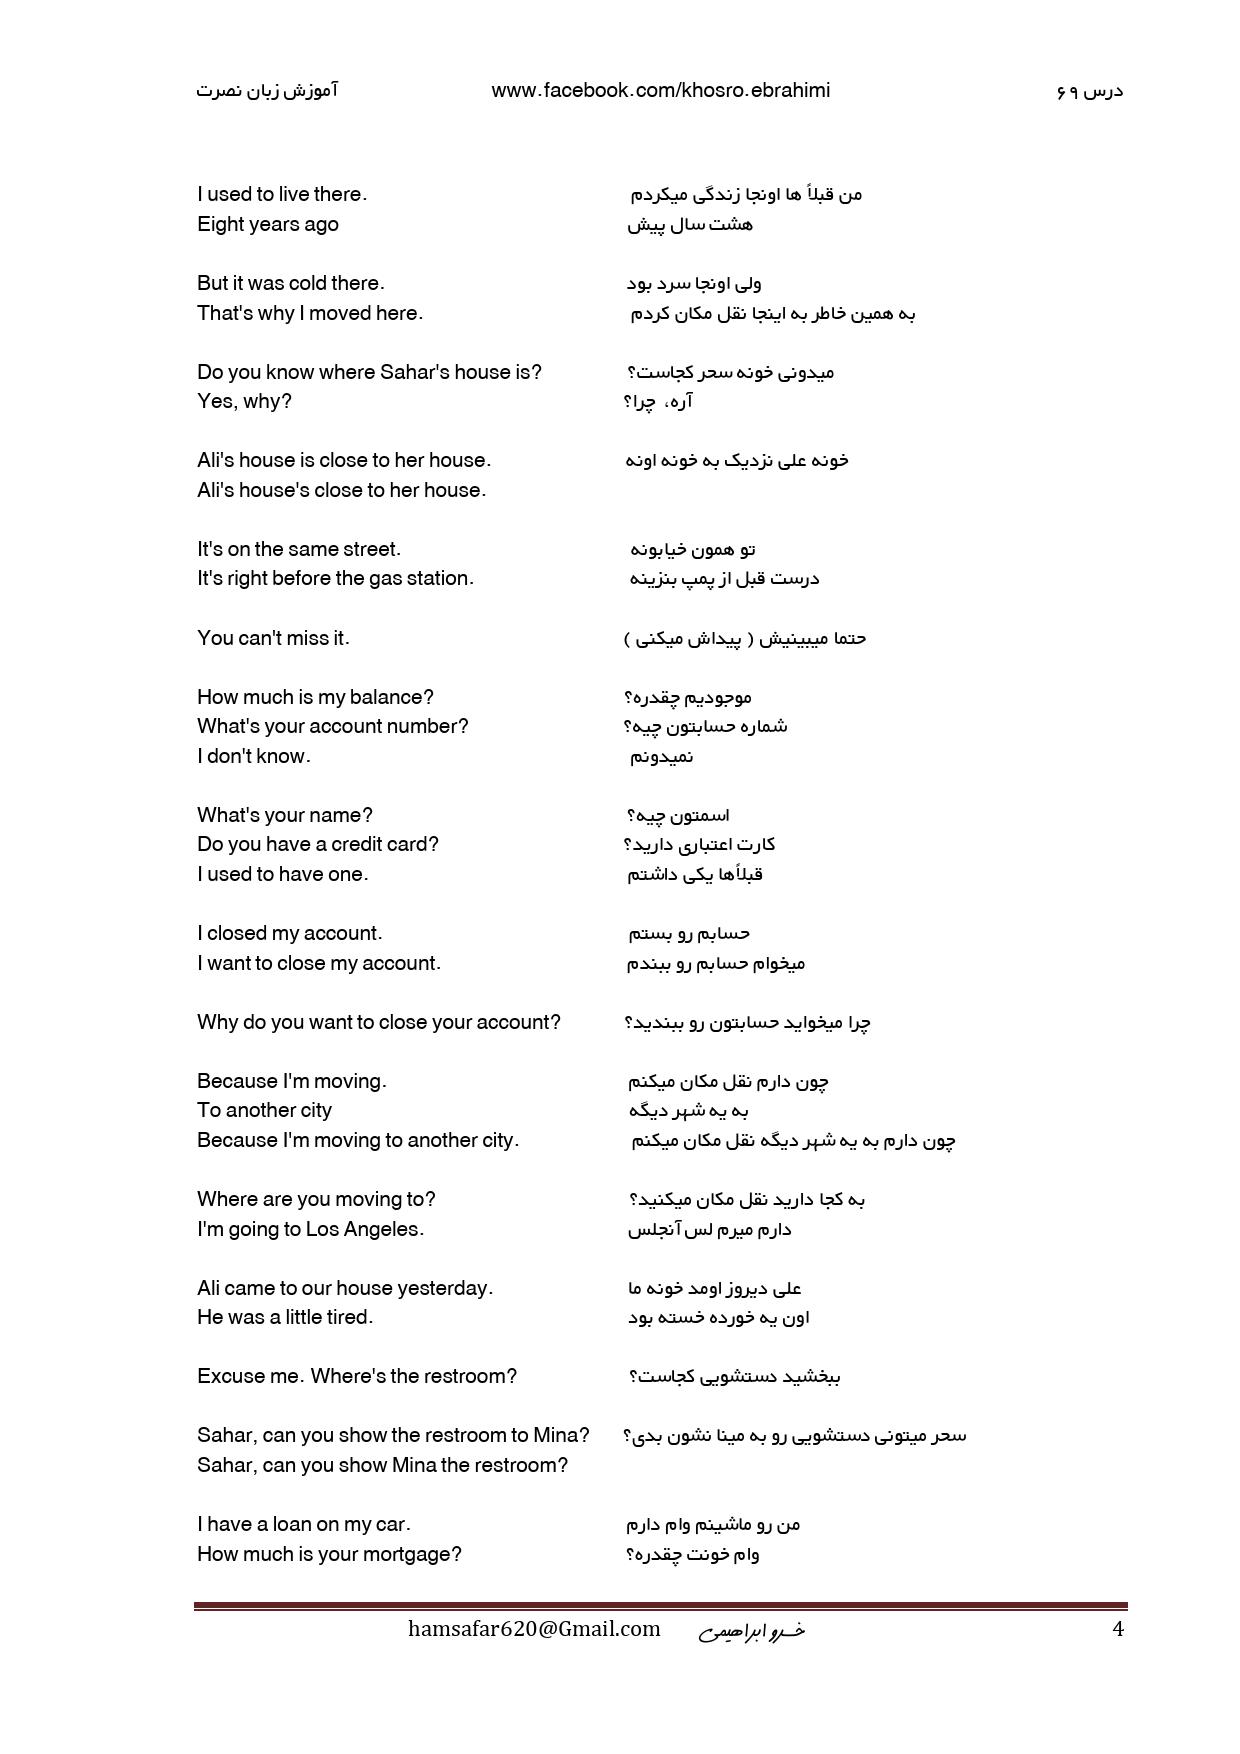 آموزش زبان نصرت www.facebook.com/khosro.ebrahimi درس ۶۹
I used to live there. من قبلاً ها اونجا زندگی میکردم
Eight years ago هشت سال پیش
But it was cold there. ولی اونجا سرد بود
That's why I moved here. به همین خاطر به اینجا نقل مکان کردم
Do you know where Sahar's house is? میدونی خونه سحر کجاست؟
Yes, why? آره، چرا؟
Ali's house is close to her house. خونه علی نزدیک به خونه اونه
Ali's house's close to her house.
It's on the same street. تو همون خیابونه
It's right before the gas station. درست قبل از پمپ بنزینه
You can't miss it. حتما میبینیش ( پیداش میکنی )
How much is my balance? موجودیم چقدره؟
What's your account number? شماره حسابتون چیه؟
I don't know. نمیدونم
What's your name? اسمتون چیه؟
Do you have a credit card? کارت اعتباری دارید؟
I used to have one. قبلاًها یکی داشتم
I closed my account. حسابم رو بستم
I want to close my account. میخوام حسابم رو ببندم
Why do you want to close your account? چرا میخواید حسابتون رو ببندید؟
Because I'm moving. چون دارم نقل مکان میکنم
To another city به یه شهر دیگه
Because I'm moving to another city. چون دارم به یه شهر دیگه نقل مکان میکنم
Where are you moving to? به کجا دارید نقل مکان میکنید؟
I'm going to Los Angeles. دارم میرم لس آنجلس
Ali came to our house yesterday. علی دیروز اومد خونه ما
He was a little tired. اون یه خورده خسته بود
Excuse me. Where's the restroom? ببخشید دستشویی کجاست؟
Sahar, can you show the restroom to Mina? سحر میتونی دستشویی رو به مینا نشون بدی؟
Sahar, can you show Mina the restroom?
I have a loan on my car. من رو ماشینم وام دارم
How much is your mortgage? وام خونت چقدره؟
hamsafar620@Gmail.com خسرو ابراهیمی 4